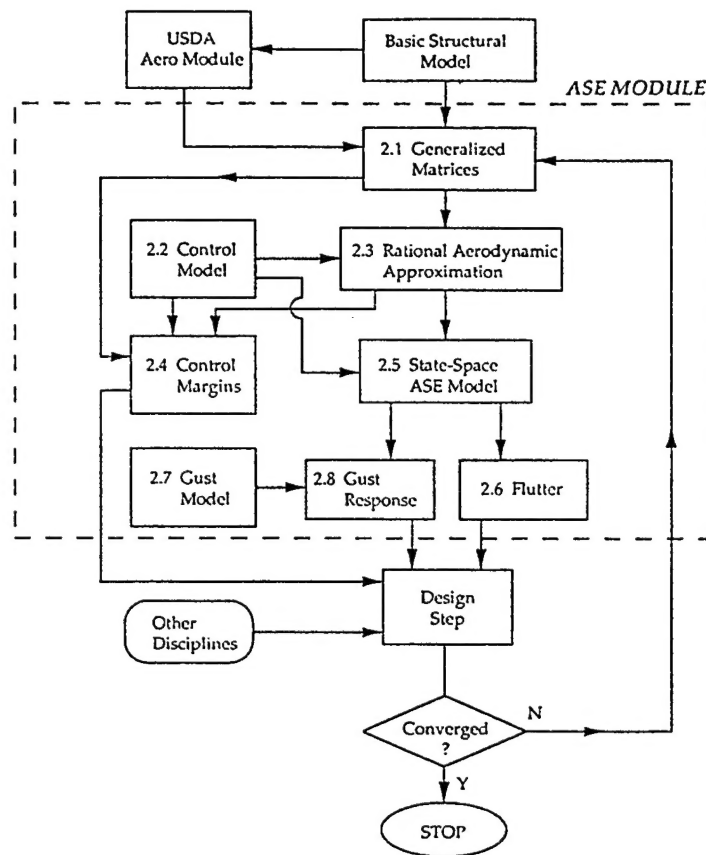 USDA
Aero Module
Basic Structural
Model
ASE MODULE
2.1 Generalized
Matrices
2.2 Control
Model
2.3 Rational Aerodynamic
Approximation
2.4 Control
Margins
2.5 State-Space
ASE Model
2.7 Gust
Model
2.8 Gust
Response
2.6 Flutter
Design
Step
Other
Disciplines
Converged
?
N
Y
STOP